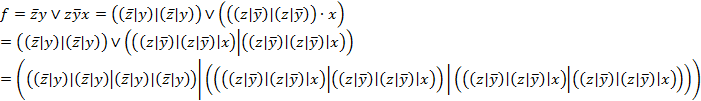 f = z̄y ∨ zȳx = ((z̄|y)|(z̄|y)) ∨ (((z|ȳ)|(z|ȳ)) · x)
= ((z̄|y)|(z̄|y)) ∨ (((z|ȳ)|(z|ȳ)|x)|((z|ȳ)|(z|ȳ)|x))
= (((z̄|y)|(z̄|y)|(z̄|y)|(z̄|y))|((((z|ȳ)|(z|ȳ)|x)|((z|ȳ)|(z|ȳ)|x))|(((z|ȳ)|(z|ȳ)|x)|((z|ȳ)|(z|ȳ)|x))))